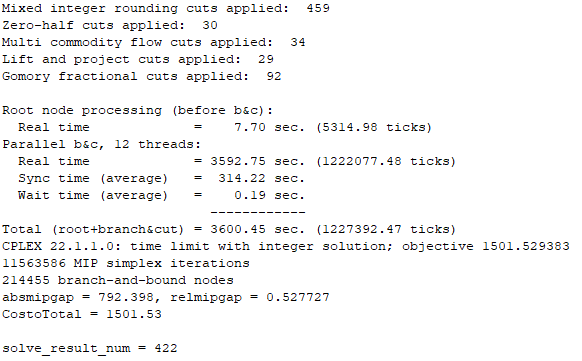 Mixed integer rounding cuts applied:  459
Zero-half cuts applied:  30
Multi commodity flow cuts applied:  34
Lift and project cuts applied:  29
Gomory fractional cuts applied:  92

Root node processing (before b&c):
  Real time             =    7.70 sec. (5314.98 ticks)
Parallel b&c, 12 threads:
  Real time             = 3592.75 sec. (1222077.48 ticks)
  Sync time (average)   =  314.22 sec.
  Wait time (average)   =    0.19 sec.
                          ------------
Total (root+branch&cut) = 3600.45 sec. (1227392.47 ticks)
CPLEX 22.1.1.0: time limit with integer solution; objective 1501.529383
11563586 MIP simplex iterations
214455 branch-and-bound nodes
absmipgap = 792.398, relmipgap = 0.527727
CostoTotal = 1501.53

solve_result_num = 422